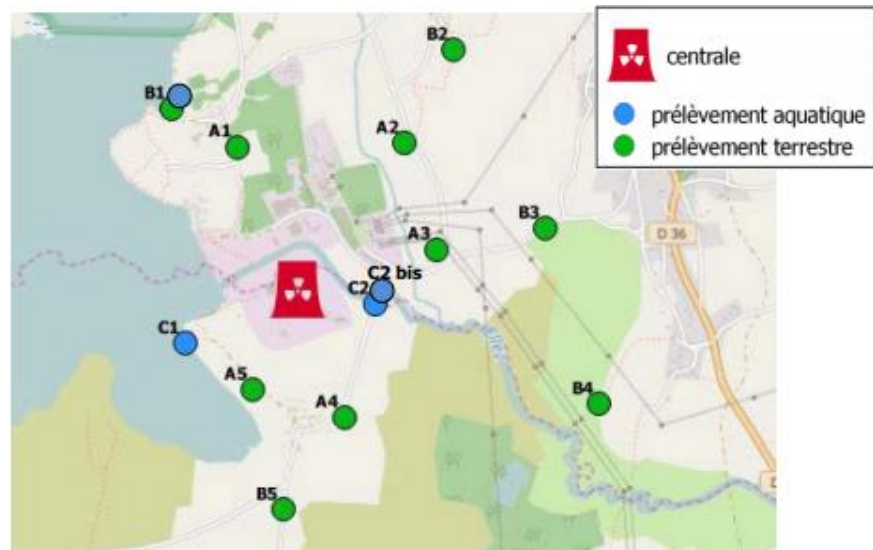 centrale
prélèvement aquatique
prélèvement terrestre
B2
B1
A1
A2
B3
D 36
A3
C2 bis
C2
C1
A5
A4
B4
B5
D